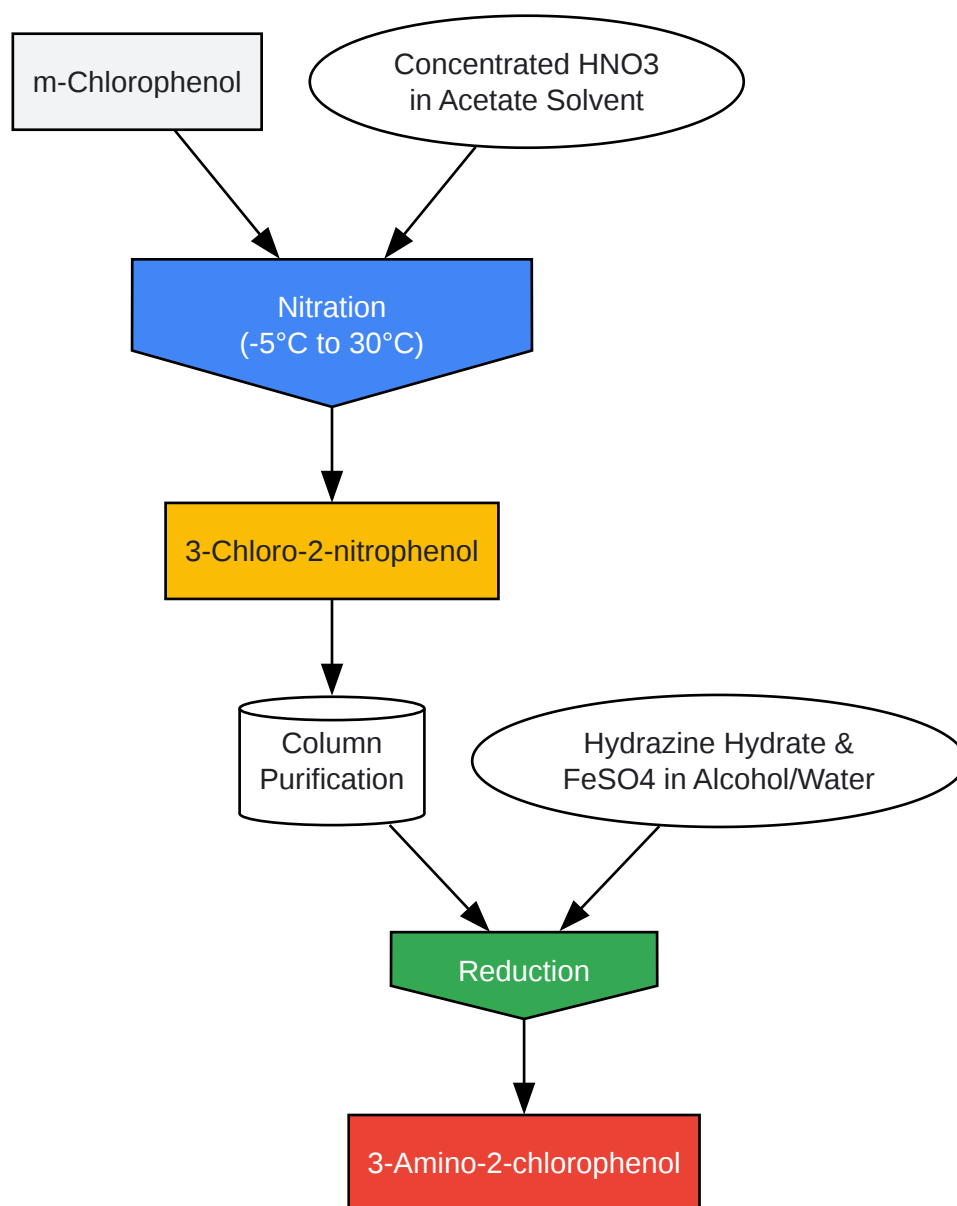 m-Chlorophenol
Concentrated HNO3
in Acetate Solvent
Nitration
(-5°C to 30°C)
3-Chloro-2-nitrophenol
Column
Purification
Hydrazine Hydrate &
FeSO4 in Alcohol/Water
Reduction
3-Amino-2-chlorophenol